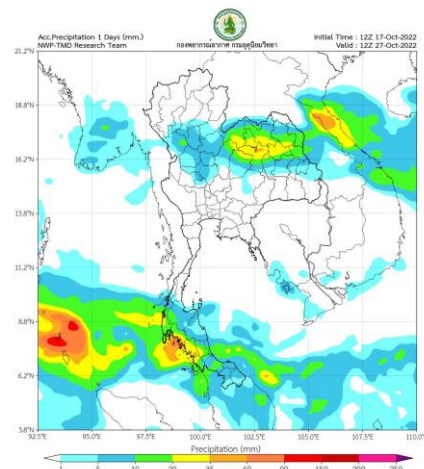 Acc.Precipitation 1 Days (mm.)
NWP-TMD Research Team
กองพยากรณ์อากาศ กรมอุตุนิยมวิทยา
Initial Time : 12Z 17-Oct-2022
Valid : 12Z 27-Oct-2022
21.2°N
18.8°N
16.2°N
13.8°N
11.2°N
8.8°N
6.2°N
3.8°N
92.5°E 95.0°E 97.5°E 100.0°E 102.5°E 105.0°E 107.5°E 110.0°E
Precipitation (mm)
1 5 10 20 35 60 90 150 200 250